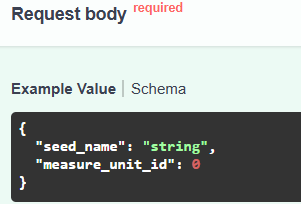 Request body required
Example Value Schema
{
  "seed_name": "string",
  "measure_unit_id": 0
}